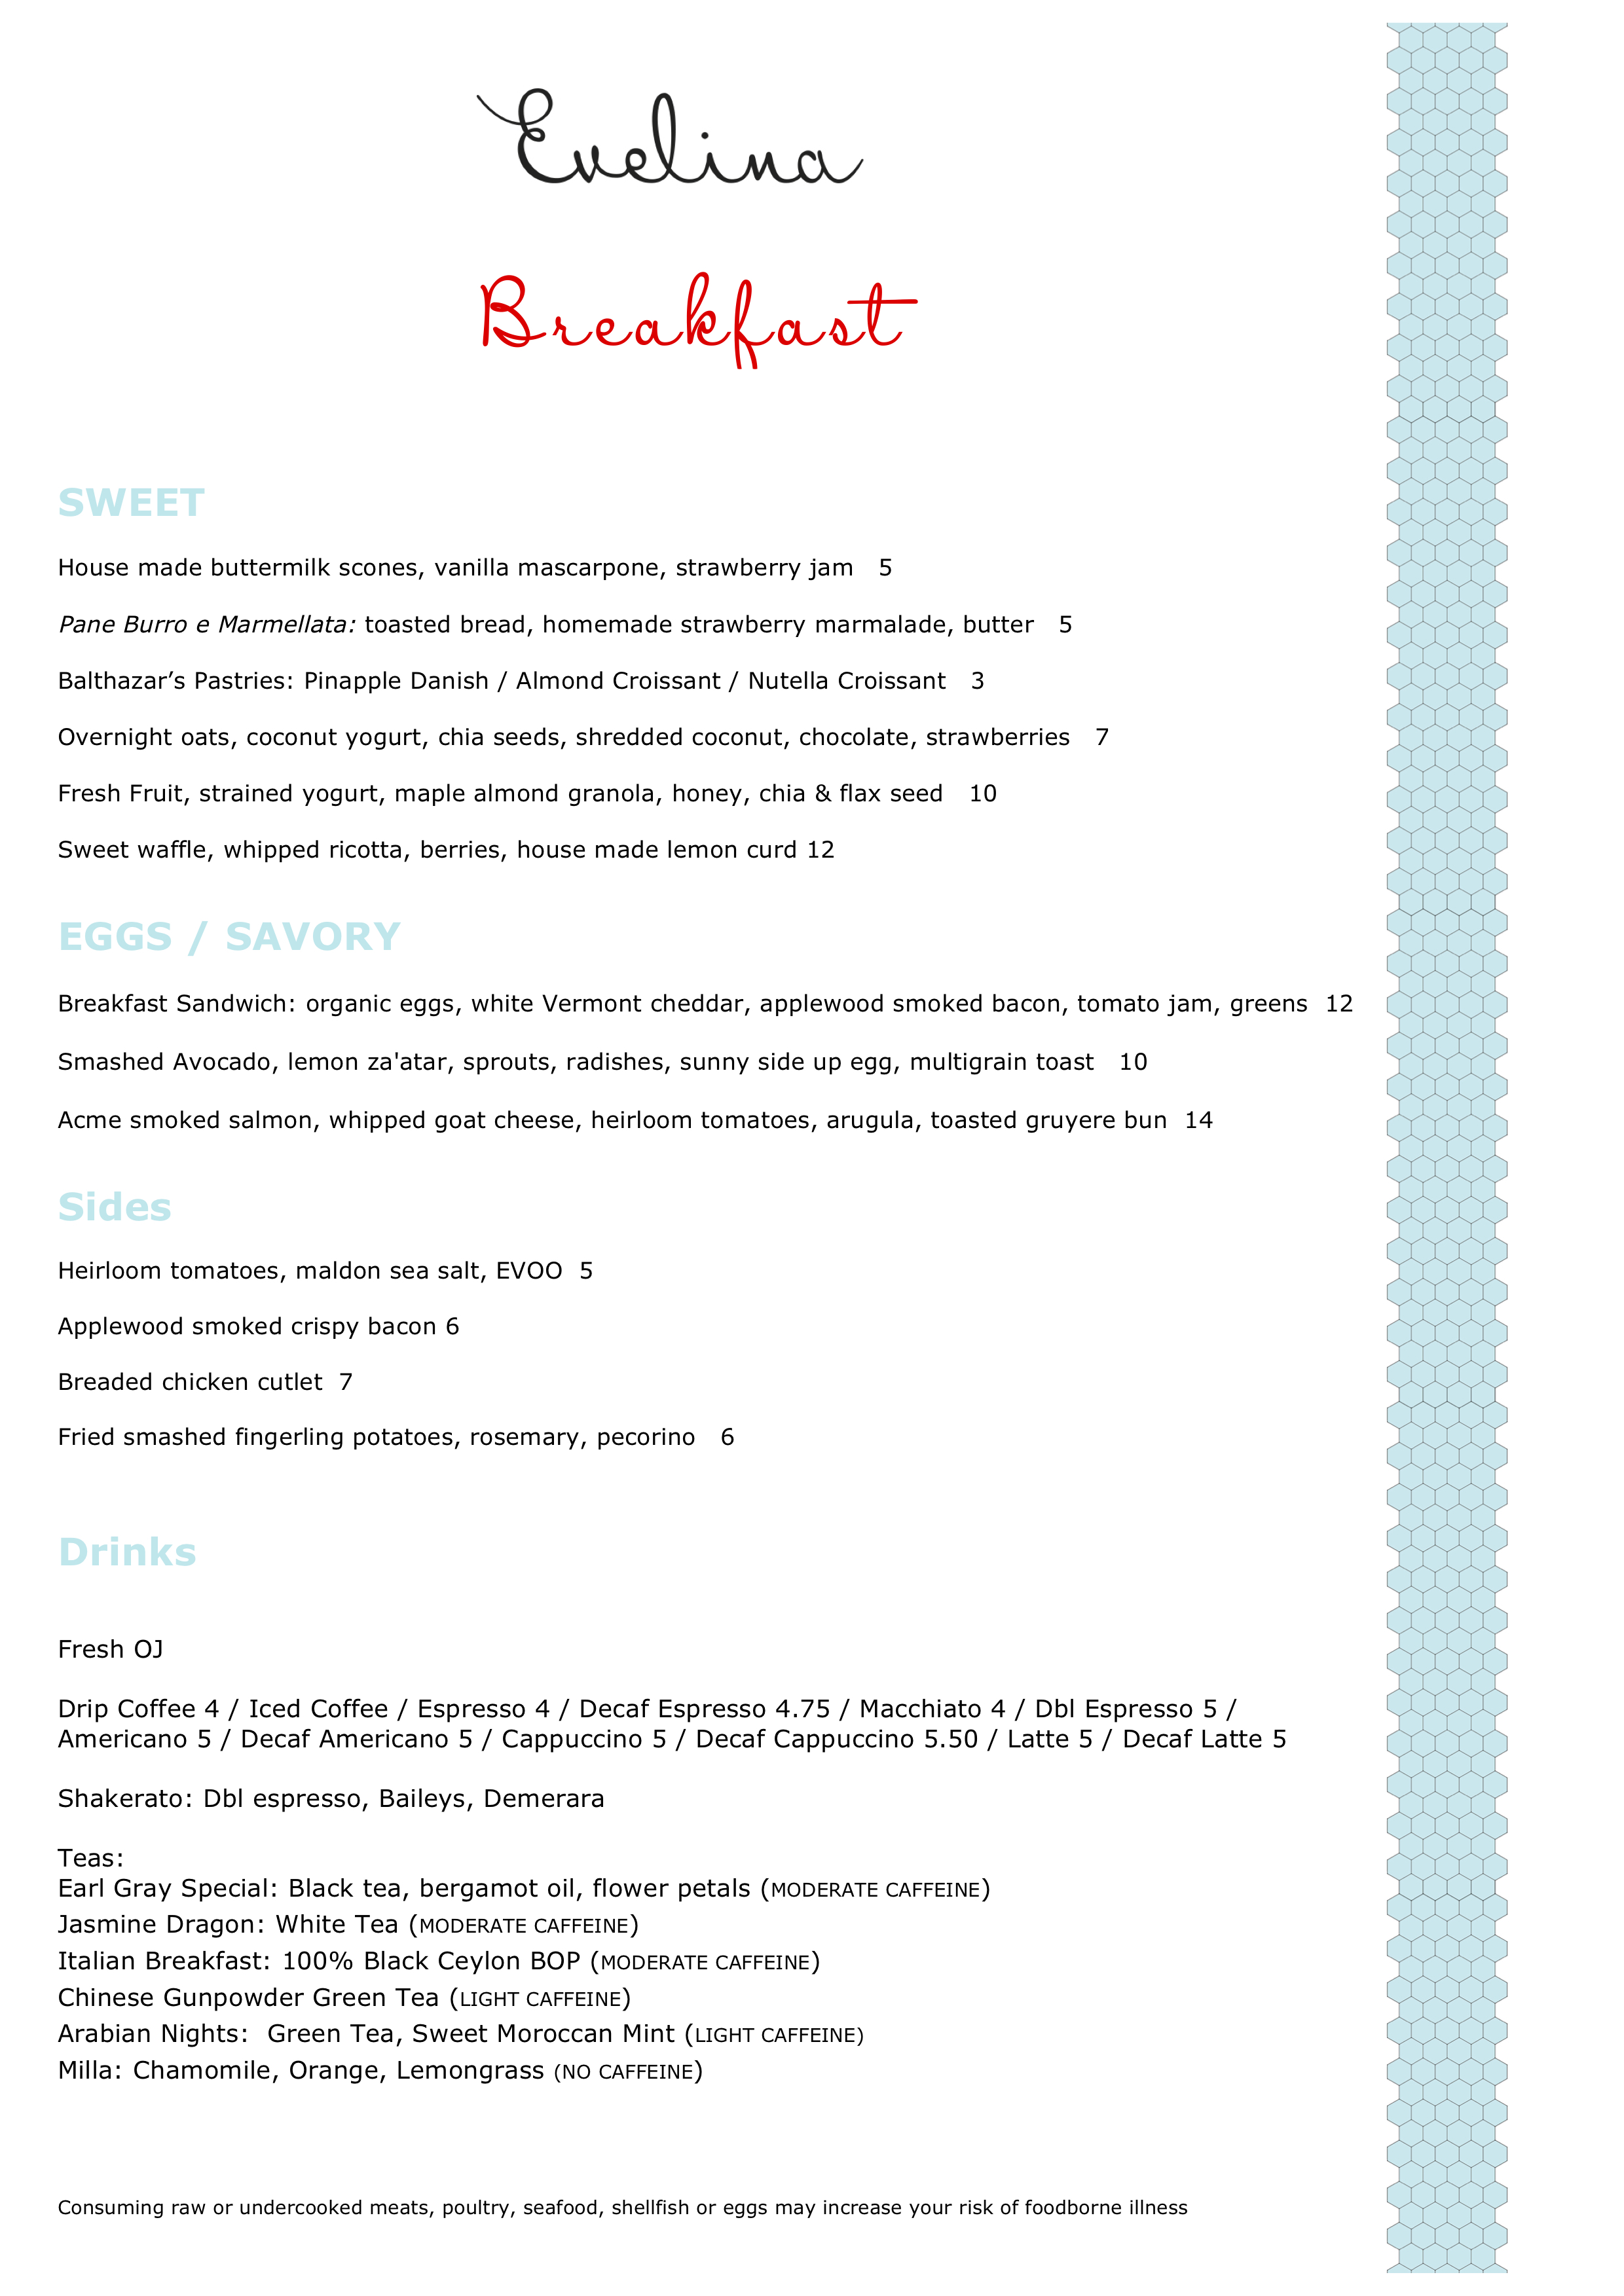 Evelina
Breakfast
SWEET
House made buttermilk scones, vanilla mascarpone, strawberry jam 5
Pane Burro e Marmellata: toasted bread, homemade strawberry marmalade, butter 5
Balthazar’s Pastries: Pinapple Danish / Almond Croissant / Nutella Croissant 3
Overnight oats, coconut yogurt, chia seeds, shredded coconut, chocolate, strawberries 7
Fresh Fruit, strained yogurt, maple almond granola, honey, chia & flax seed 10
Sweet waffle, whipped ricotta, berries, house made lemon curd 12
EGGS / SAVORY
Breakfast Sandwich: organic eggs, white Vermont cheddar, applewood smoked bacon, tomato jam, greens 12
Smashed Avocado, lemon za'atar, sprouts, radishes, sunny side up egg, multigrain toast 10
Acme smoked salmon, whipped goat cheese, heirloom tomatoes, arugula, toasted gruyere bun 14
Sides
Heirloom tomatoes, maldon sea salt, EVOO 5
Applewood smoked crispy bacon 6
Breaded chicken cutlet 7
Fried smashed fingerling potatoes, rosemary, pecorino 6
Drinks
Fresh OJ
Drip Coffee 4 / Iced Coffee / Espresso 4 / Decaf Espresso 4.75 / Macchiato 4 / Dbl Espresso 5 /
Americano 5 / Decaf Americano 5 / Cappuccino 5 / Decaf Cappuccino 5.50 / Latte 5 / Decaf Latte 5
Shakerato: Dbl espresso, Baileys, Demerara
Teas:
Earl Gray Special: Black tea, bergamot oil, flower petals (MODERATE CAFFEINE)
Jasmine Dragon: White Tea (MODERATE CAFFEINE)
Italian Breakfast: 100% Black Ceylon BOP (MODERATE CAFFEINE)
Chinese Gunpowder Green Tea (LIGHT CAFFEINE)
Arabian Nights: Green Tea, Sweet Moroccan Mint (LIGHT CAFFEINE)
Milla: Chamomile, Orange, Lemongrass (NO CAFFEINE)
Consuming raw or undercooked meats, poultry, seafood, shellfish or eggs may increase your risk of foodborne illness